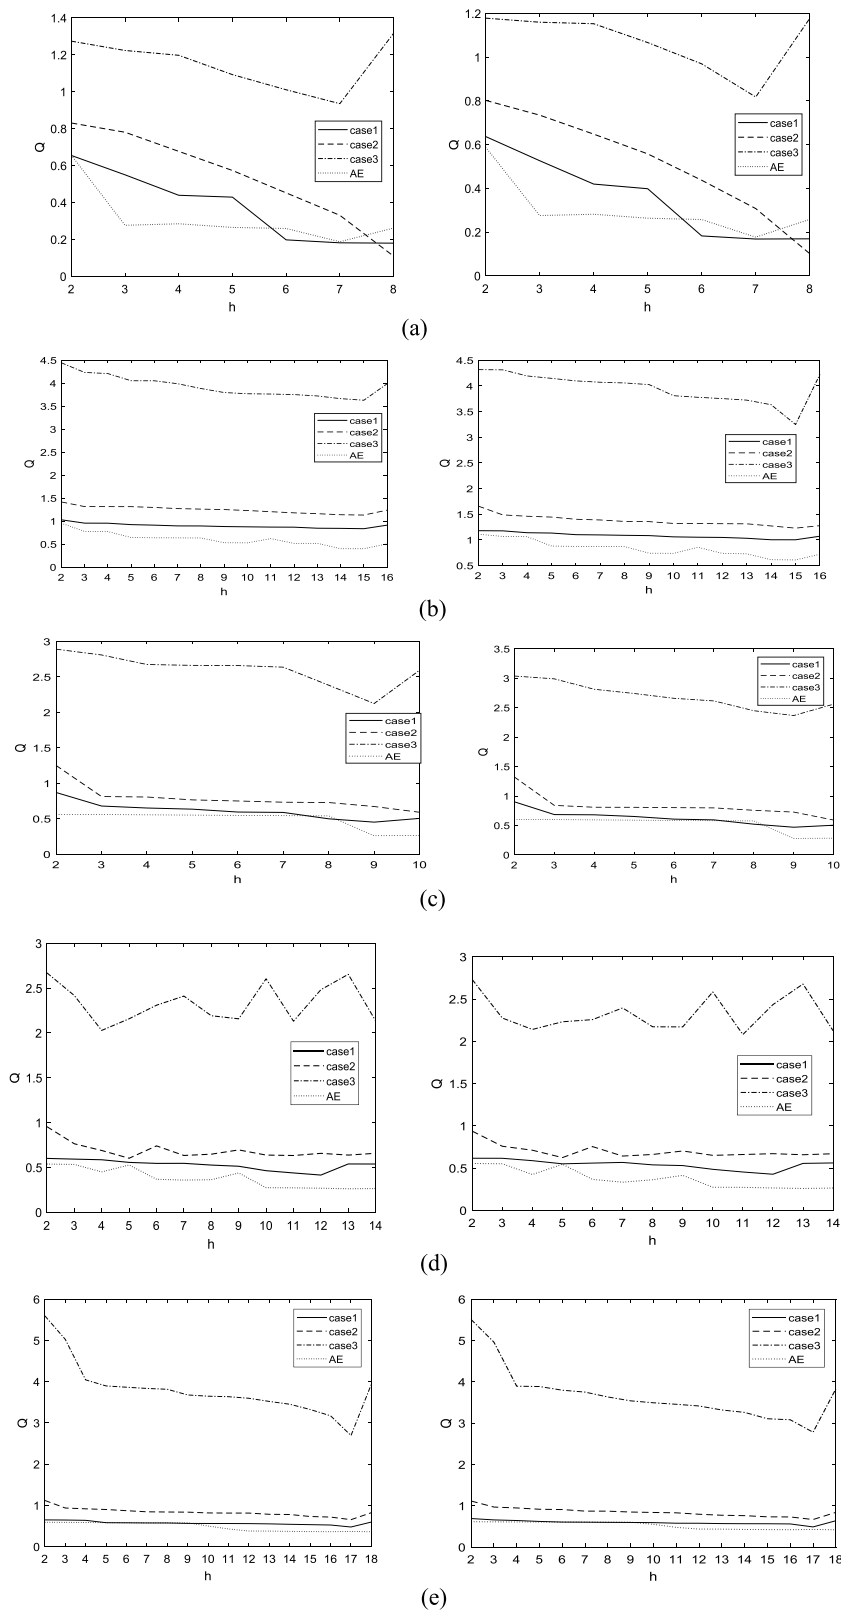 1.4
1.2
1
0.8
0.6
0.4
0.2
0
Q
2 3 4 5 6 7 8
h
case1
case2
case3
AE
1.2
1
0.8
0.6
0.4
0.2
0
Q
2 3 4 5 6 7 8
h
case1
case2
case3
AE
(a)
4.5
4
3.5
3
2.5
2
1.5
1
0.5
0
Q
2 3 4 5 6 7 8 9 10 11 12 13 14 15 16
h
case1
case2
case3
AE
4.5
4
3.5
3
2.5
2
1.5
1
0.5
Q
2 3 4 5 6 7 8 9 10 11 12 13 14 15 16
h
case1
case2
case3
AE
(b)
3
2.5
2
1.5
1
0.5
0
Q
2 3 4 5 6 7 8 9 10
h
case1
case2
case3
AE
3.5
3
2.5
2
1.5
1
0.5
0
Q
2 3 4 5 6 7 8 9 10
h
case1
case2
case3
AE
(c)
3
2.5
2
1.5
1
0.5
0
Q
2 3 4 5 6 7 8 9 10 11 12 13 14
h
case1
case2
case3
AE
3
2.5
2
1.5
1
0.5
0
Q
2 3 4 5 6 7 8 9 10 11 12 13 14
h
case1
case2
case3
AE
(d)
6
5
4
3
2
1
0
Q
2 3 4 5 6 7 8 9 10 11 12 13 14 15 16 17 18
h
case1
case2
case3
AE
6
5
4
3
2
1
0
Q
2 3 4 5 6 7 8 9 10 11 12 13 14 15 16 17 18
h
case1
case2
case3
AE
(e)